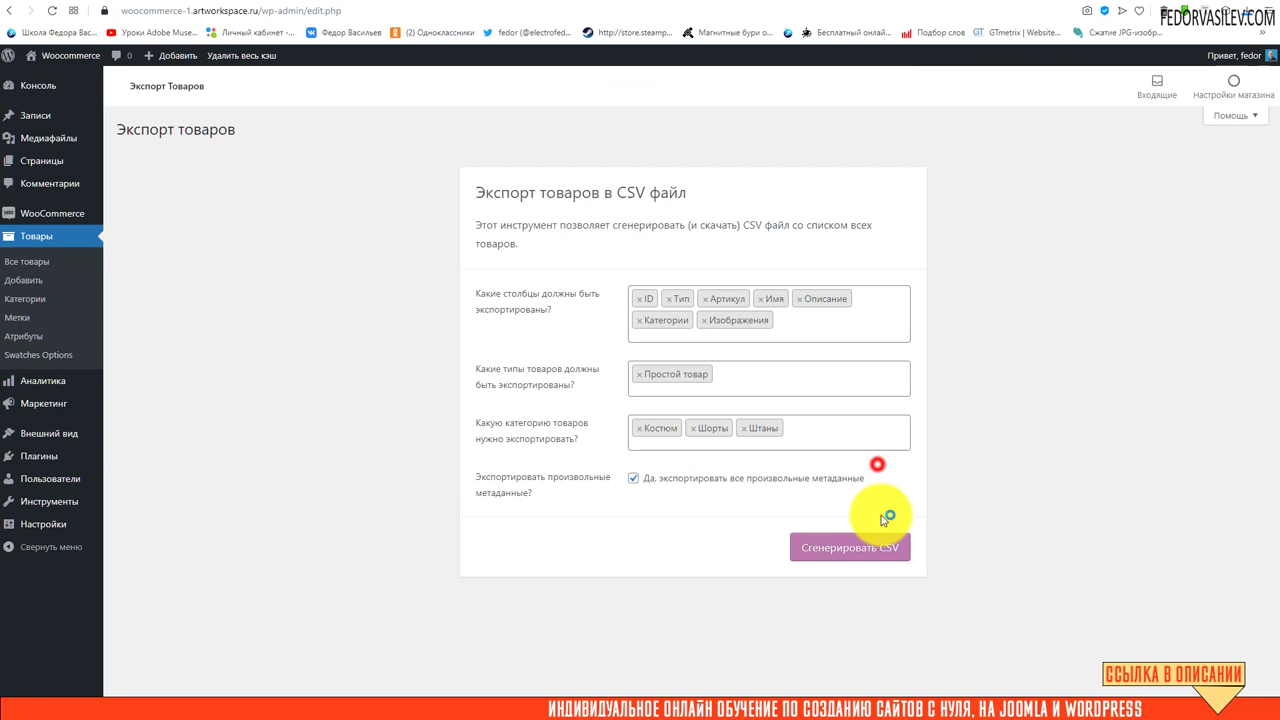 woocommerce-1.artworkspace.ru/wp-admin/edit.php
FEDORVASILEV.COM
Школа Федора Вас...
Уроки Adobe Muse...
Личный кабинет -...
Федор Васильев
(2) Одноклассники
fedor (@electrofed...
http://store.steamp...
Магнитные буры о...
Бесплатный онлай...
Подбор слов
GTmetrix | Website...
Сжатие JPG-изобр...
Woocommerce
0
Добавить
Удалить весь кэш
Привет, fedor
Консоль
Записи
Медиафайлы
Страницы
Комментарии
WooCommerce
Товары
Все товары
Добавить
Категории
Метки
Атрибуты
Swatches Options
Аналитика
Маркетинг
Внешний вид
Плагины
Пользователи
Инструменты
Настройки
Свернуть меню
Экспорт Товаров
Входящие
Настройки магазина
Помощь
Экспорт товаров
Экспорт товаров в CSV файл
Этот инструмент позволяет сгенерировать (и скачать) CSV файл со списком всех
товаров.
Какие столбцы должны быть
экспортированы?
× ID × Тип × Артикул × Имя × Описание
× Категории × Изображения
Какие типы товаров должны
быть экспортированы?
× Простой товар
Какую категорию товаров
нужно экспортировать?
× Костюм × Шорты × Штаны
Экспортировать произвольные
метаданные?
Да, экспортировать все произвольные метаданные
Сгенерировать CSV
ССЫЛКА В ОПИСАНИИ
ИНДИВИДУАЛЬНОЕ ОНЛАЙН ОБУЧЕНИЕ ПО СОЗДАНИЮ САЙТОВ С НУЛЯ, НА JOOMLA И WORDPRESS